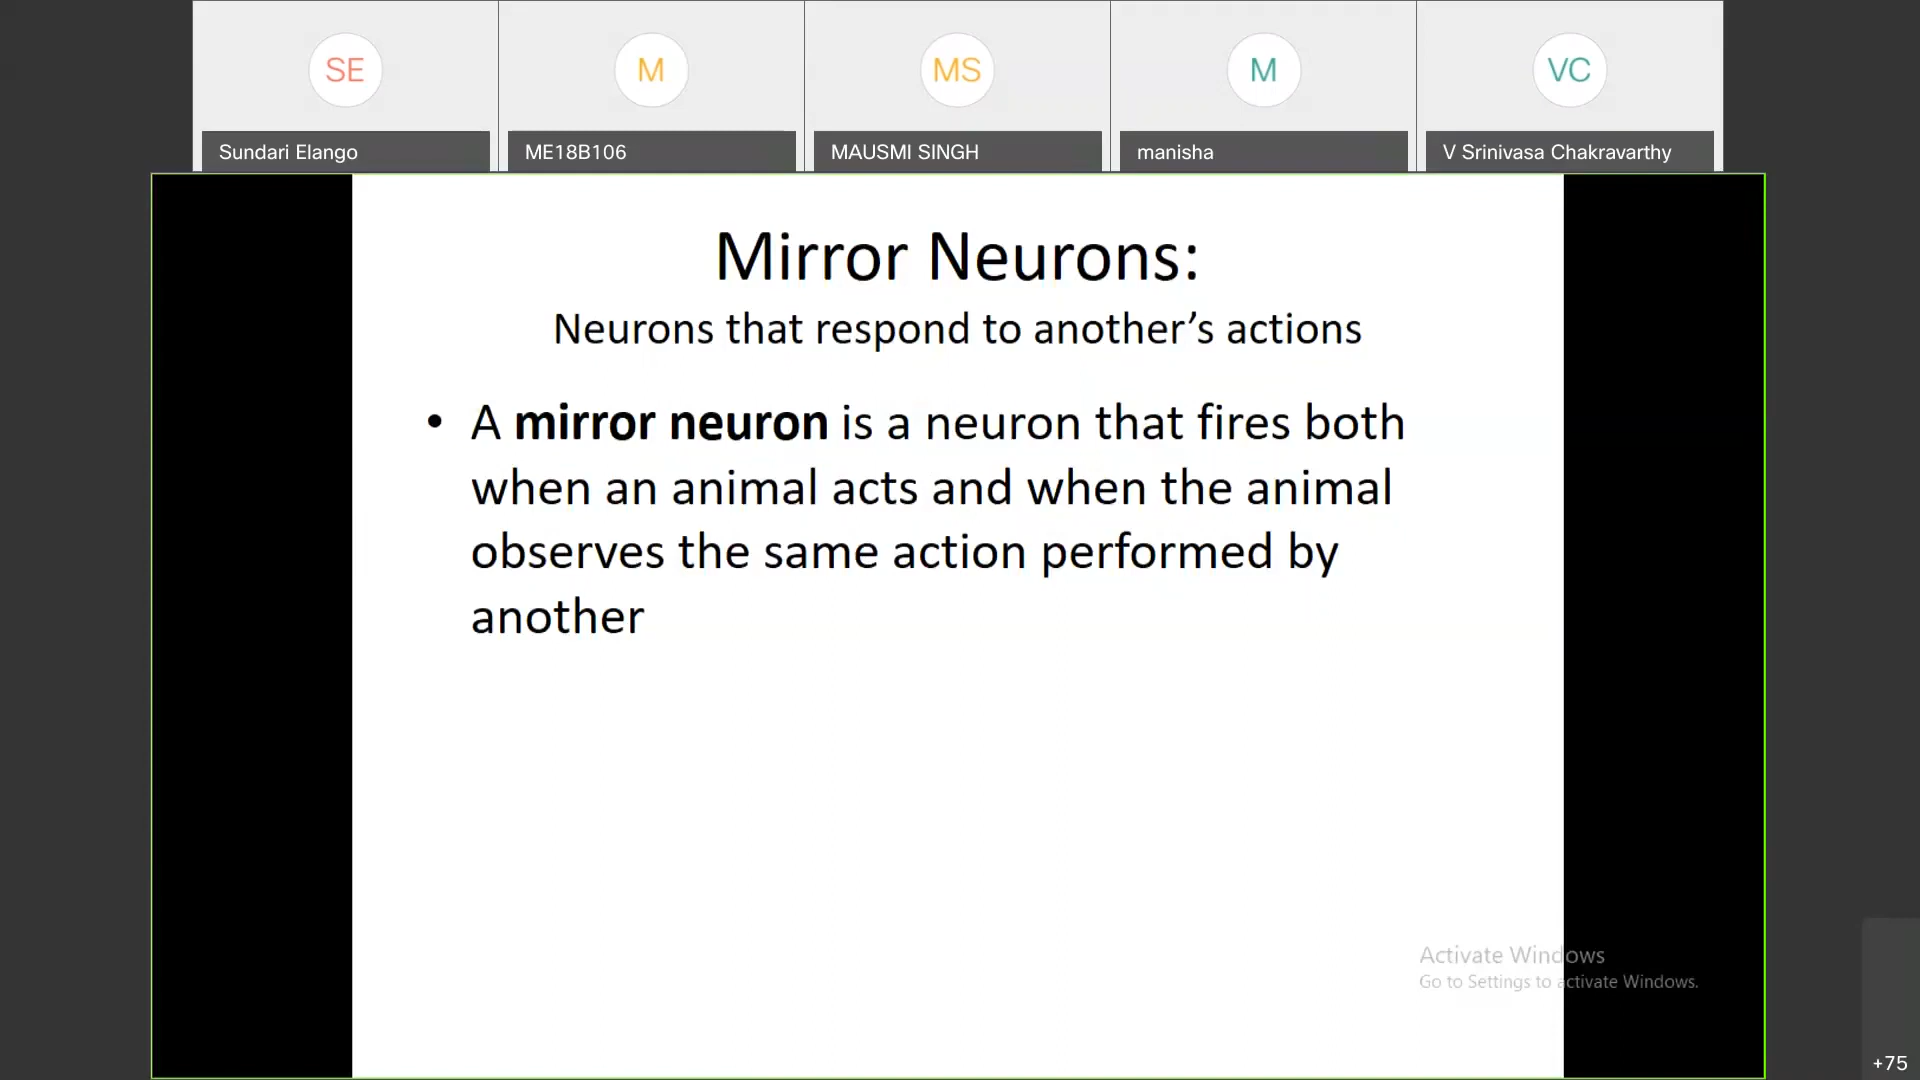 SE
M
MS
M
VC
Sundari Elango
ME18B106
MAUSMI SINGH
manisha
V Srinivasa Chakravarthy
Mirror Neurons:
Neurons that respond to another’s actions
• A mirror neuron is a neuron that fires both
when an animal acts and when the animal
observes the same action performed by
another
Activate Windows
Go to Settings to activate Windows.
+75